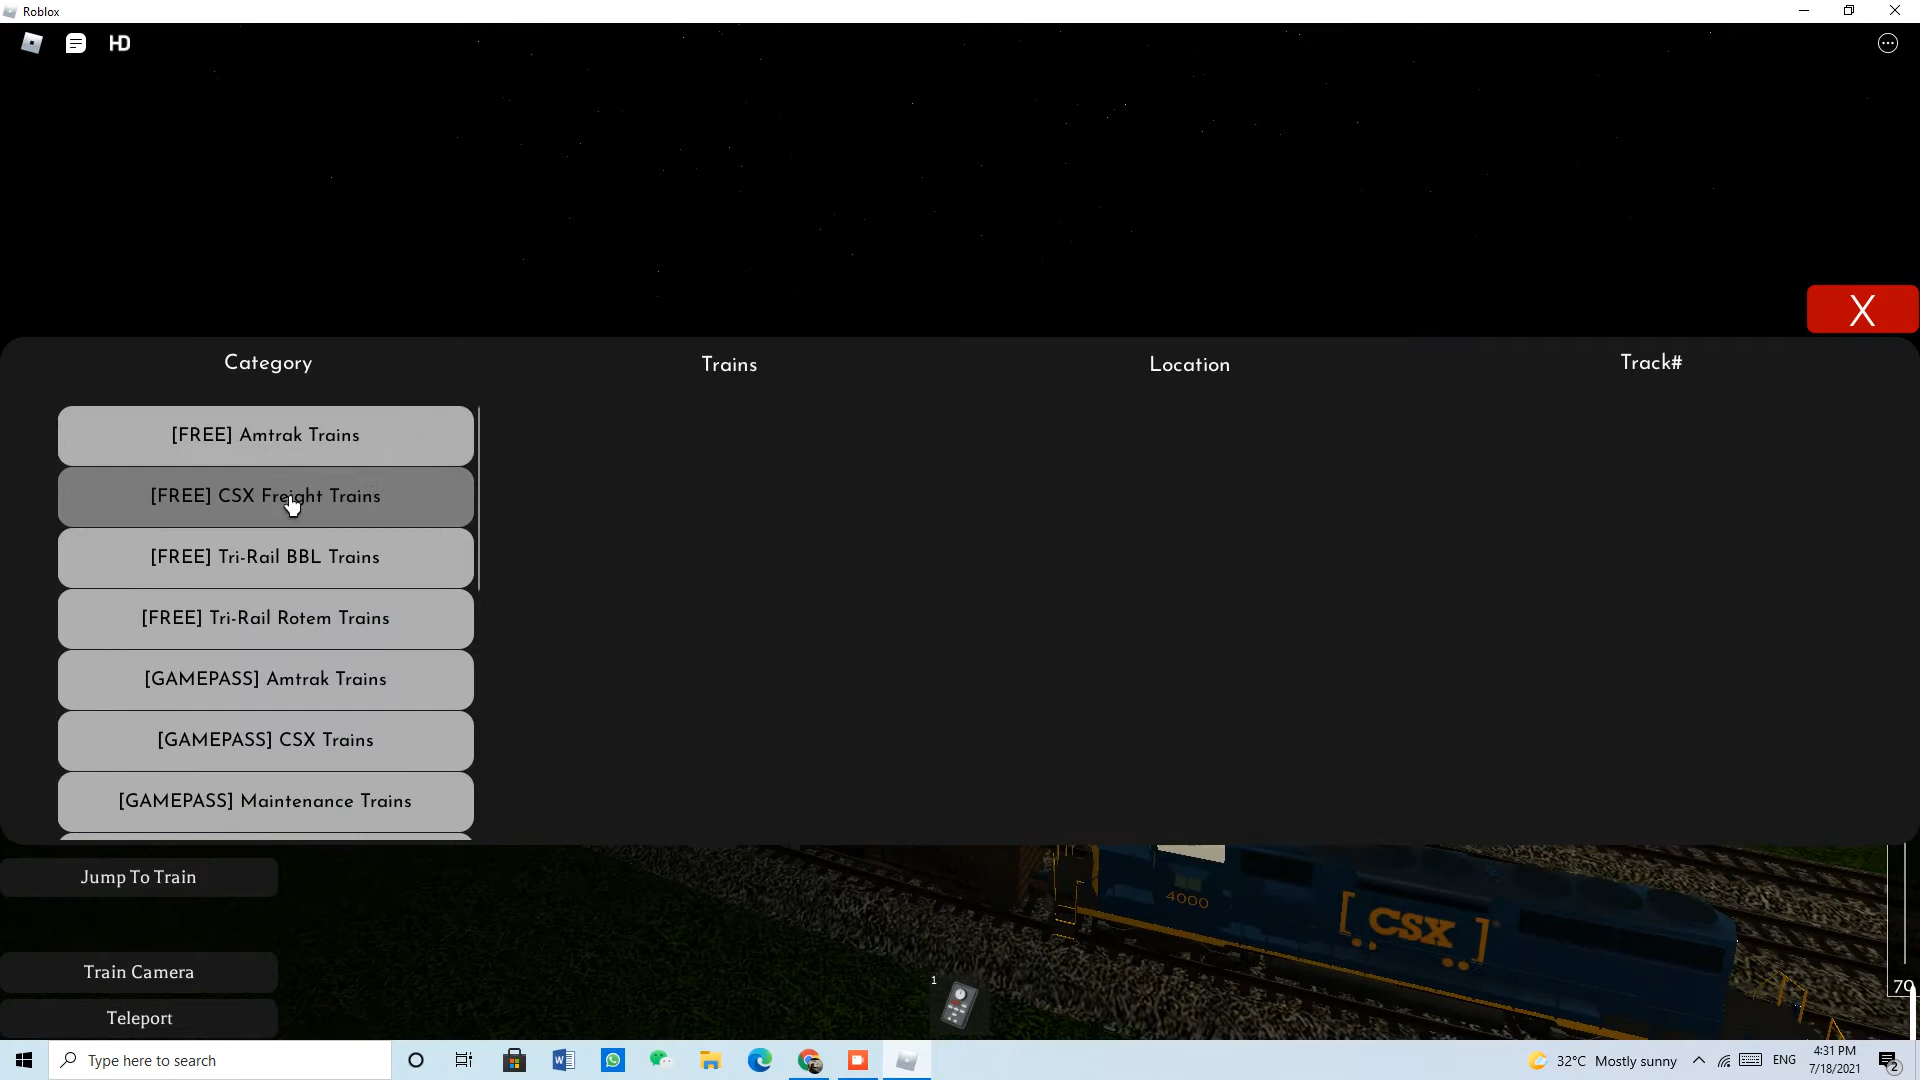 Roblox
HD
X
Category
Trains
Location
Track#
[FREE] Amtrak Trains
[FREE] CSX Freight Trains
[FREE] Tri-Rail BBL Trains
[FREE] Tri-Rail Rotem Trains
[GAMEPASS] Amtrak Trains
[GAMEPASS] CSX Trains
[GAMEPASS] Maintenance Trains
Jump To Train
Train Camera
Teleport
4000
[CSX]
1
70
Type here to search
32°C Mostly sunny
ENG
4:31 PM
7/18/2021
2